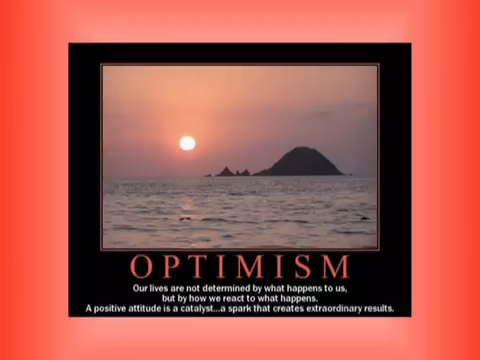 OPTIMISM
Our lives are not determined by what happens to us,
but by how we react to what happens.
A positive attitude is a catalyst...a spark that creates extraordinary results.